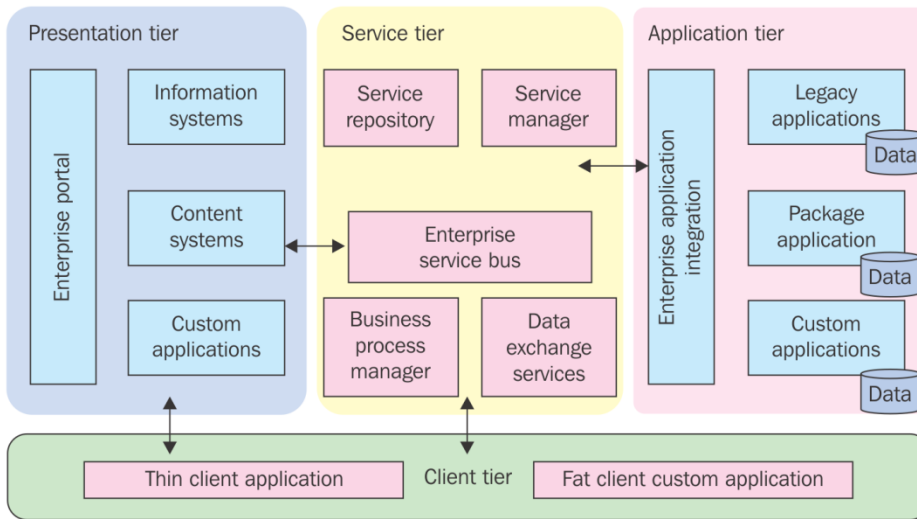 Presentation tier
Enterprise portal
Information
systems
Content
systems
Custom
applications
Service tier
Service
repository
Service
manager
Enterprise
service bus
Business
process
manager
Data
exchange
services
Application tier
Enterprise application
integration
Legacy
applications
Data
Package
application
Data
Custom
applications
Data
Thin client application
Client tier
Fat client custom application